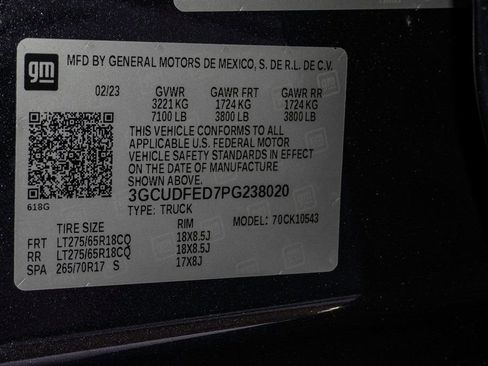 gm
MFD BY GENERAL MOTORS DE MEXICO, S. DE R.L. DE C.V.
02/23 GVWR GAWR FRT GAWR RR
3221 KG 1724 KG 1724 KG
7100 LB 3800 LB 3800 LB
THIS VEHICLE CONFORMS TO ALL
APPLICABLE U.S. FEDERAL MOTOR
VEHICLE SAFETY STANDARDS IN EFFECT
ON THE DATE OF MANUFACTURE
SHOWN ABOVE.
3GCUDFED7PG238020
618G
TYPE: TRUCK MODEL: 70CK10543
TIRE SIZE RIM
FRT LT275/65R18CQ 18X8.5J
RR LT275/65R18CQ 18X8.5J
SPA 265/70R17 S 17X8J